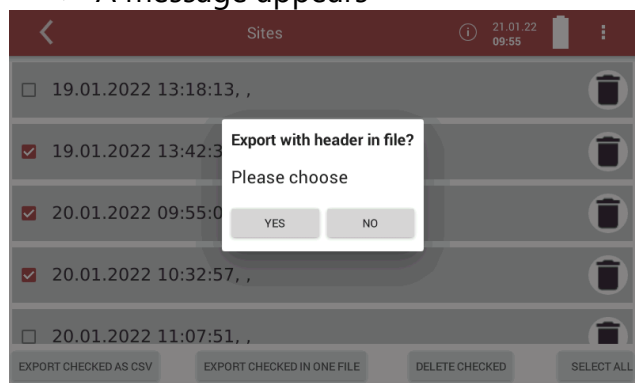 A message appears
Sites
21.01.22
09:55
19.01.2022 13:18:13, ,
19.01.2022 13:42:3
Export with header in file?
Please choose
20.01.2022 09:55:0
YES NO
20.01.2022 10:32:57, ,
20.01.2022 11:07:51, ,
EXPORT CHECKED AS CSV EXPORT CHECKED IN ONE FILE DELETE CHECKED SELECT ALL